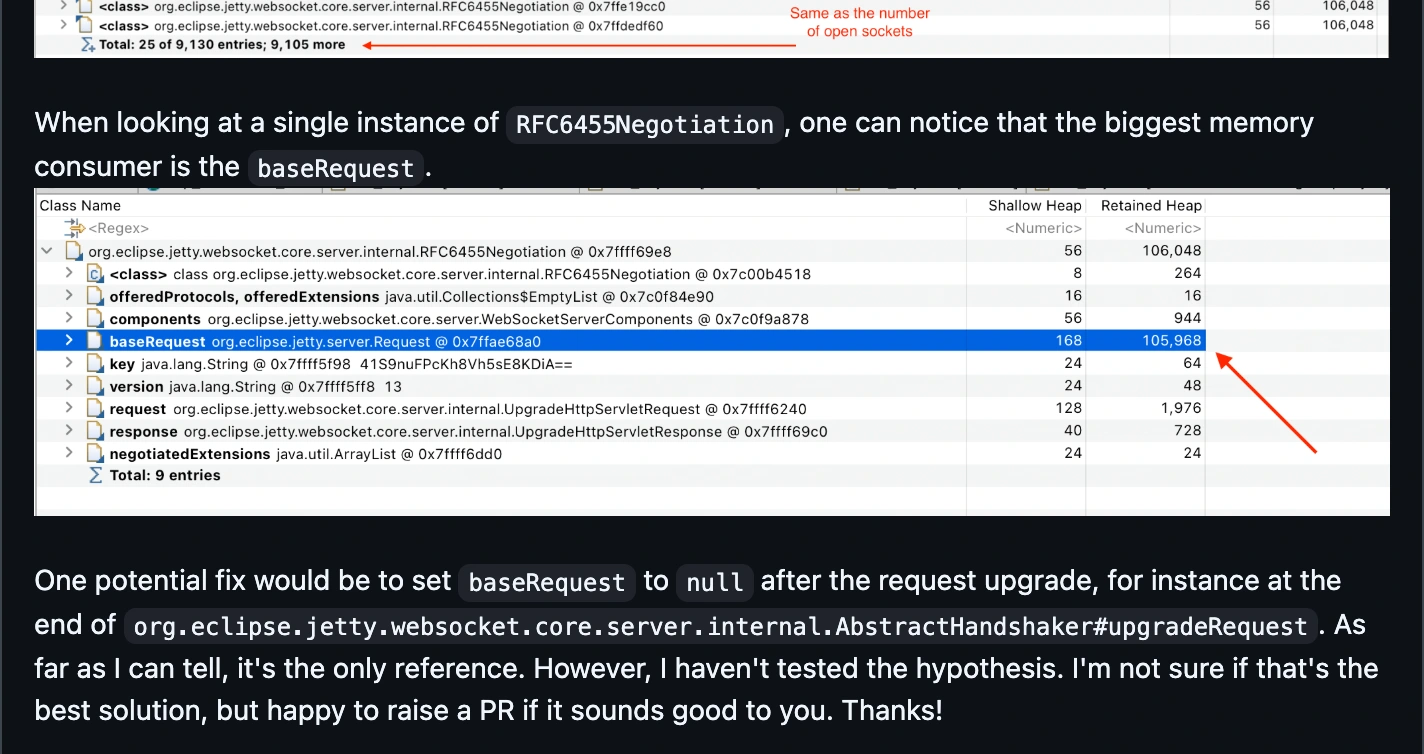 <class> org.eclipse.jetty.websocket.core.server.internal.RFC6455Negotiation @ 0x7ffe19cc0 56 106,048
<class> org.eclipse.jetty.websocket.core.server.internal.RFC6455Negotiation @ 0x7ffdedf60 56 106,048
Same as the number
of open sockets
Total: 25 of 9,130 entries; 9,105 more
When looking at a single instance of RFC6455Negotiation, one can notice that the biggest memory
consumer is the baseRequest.
Class Name Shallow Heap Retained Heap
<Regex> <Numeric> <Numeric>
org.eclipse.jetty.websocket.core.server.internal.RFC6455Negotiation @ 0x7ffff69e8 56 106,048
<class> class org.eclipse.jetty.websocket.core.server.internal.RFC6455Negotiation @ 0x7c00b4518 8 264
offeredProtocols, offeredExtensions java.util.Collections$EmptyList @ 0x7c0f84e90 16 16
components org.eclipse.jetty.websocket.core.server.WebSocketServerComponents @ 0x7c0f9a878 56 944
baseRequest org.eclipse.jetty.server.Request @ 0x7ffae68a0 168 105,968
key java.lang.String @ 0x7ffff5f98 41S9nuFPcKh8Vh5sE8KDiA== 24 64
version java.lang.String @ 0x7ffff5ff8 13 24 48
request org.eclipse.jetty.websocket.core.server.internal.UpgradeHttpServletRequest @ 0x7ffff6240 128 1,976
response org.eclipse.jetty.websocket.core.server.internal.UpgradeHttpServletResponse @ 0x7ffff69c0 40 728
negotiatedExtensions java.util.ArrayList @ 0x7ffff6dd0 24 24
Total: 9 entries
One potential fix would be to set baseRequest to null after the request upgrade, for instance at the
end of org.eclipse.jetty.websocket.core.server.internal.AbstractHandshaker#upgradeRequest. As
far as I can tell, it's the only reference. However, I haven't tested the hypothesis. I'm not sure if that's the
best solution, but happy to raise a PR if it sounds good to you. Thanks!